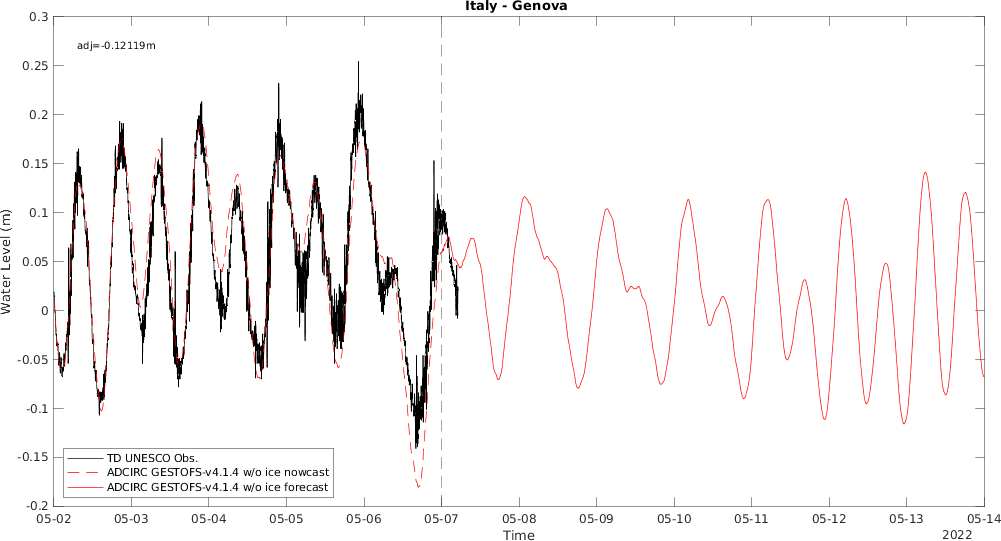 Italy - Genova
adj=-0.12119m
0.3
0.25
0.2
0.15
0.1
0.05
0
-0.05
-0.1
-0.15
-0.2
Water Level (m)
TD UNESCO Obs.
ADCIRC GESTOFS-v4.1.4 w/o ice nowcast
ADCIRC GESTOFS-v4.1.4 w/o ice forecast
05-02 05-03 05-04 05-05 05-06 05-07 05-08 05-09 05-10 05-11 05-12 05-13 05-14
Time
2022